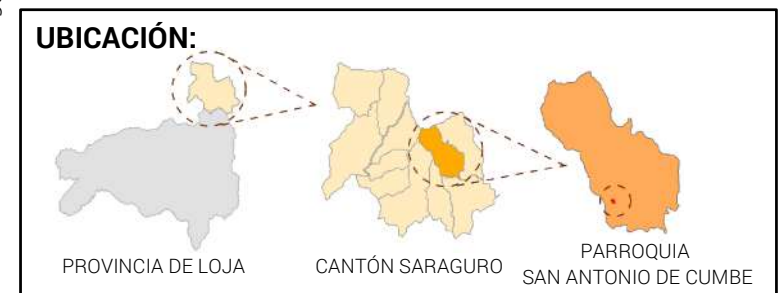 UBICACIÓN:
PROVINCIA DE LOJA
CANTÓN SARAGURO
PARROQUIA
SAN ANTONIO DE CUMBE